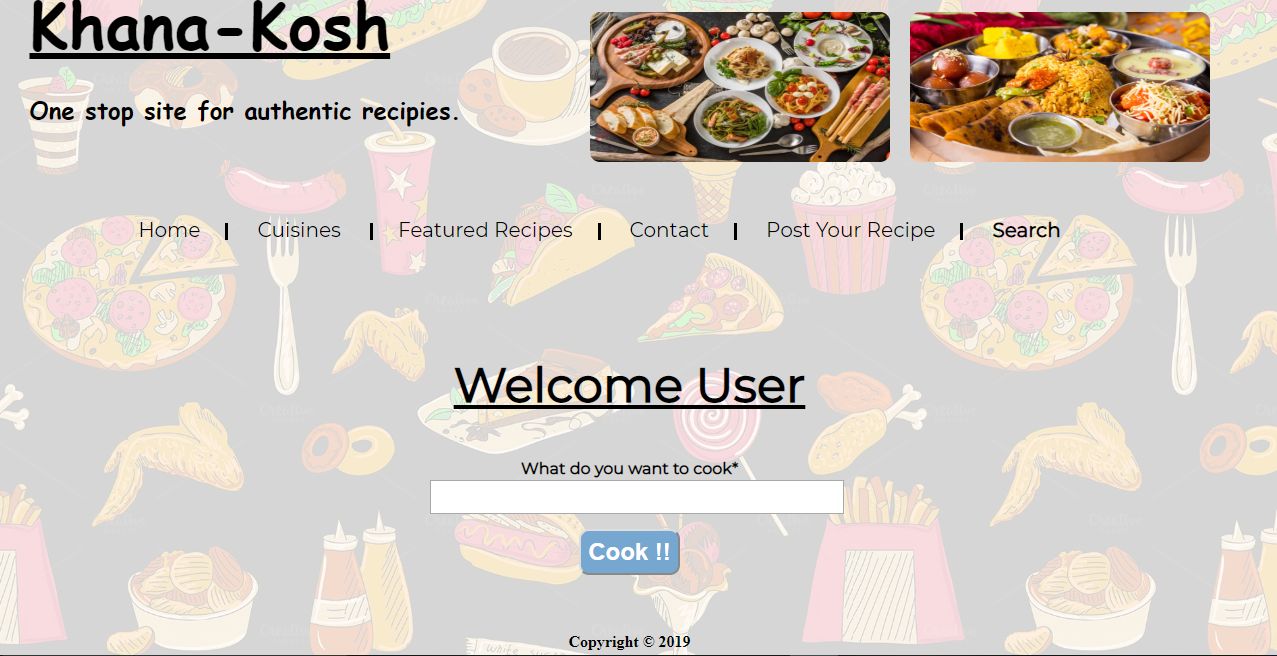 Khana-Kosh
One stop site for authentic recipies.
Home | Cuisines | Featured Recipes | Contact | Post Your Recipe | Search
Welcome User
What do you want to cook*
Cook !!
Copyright © 2019